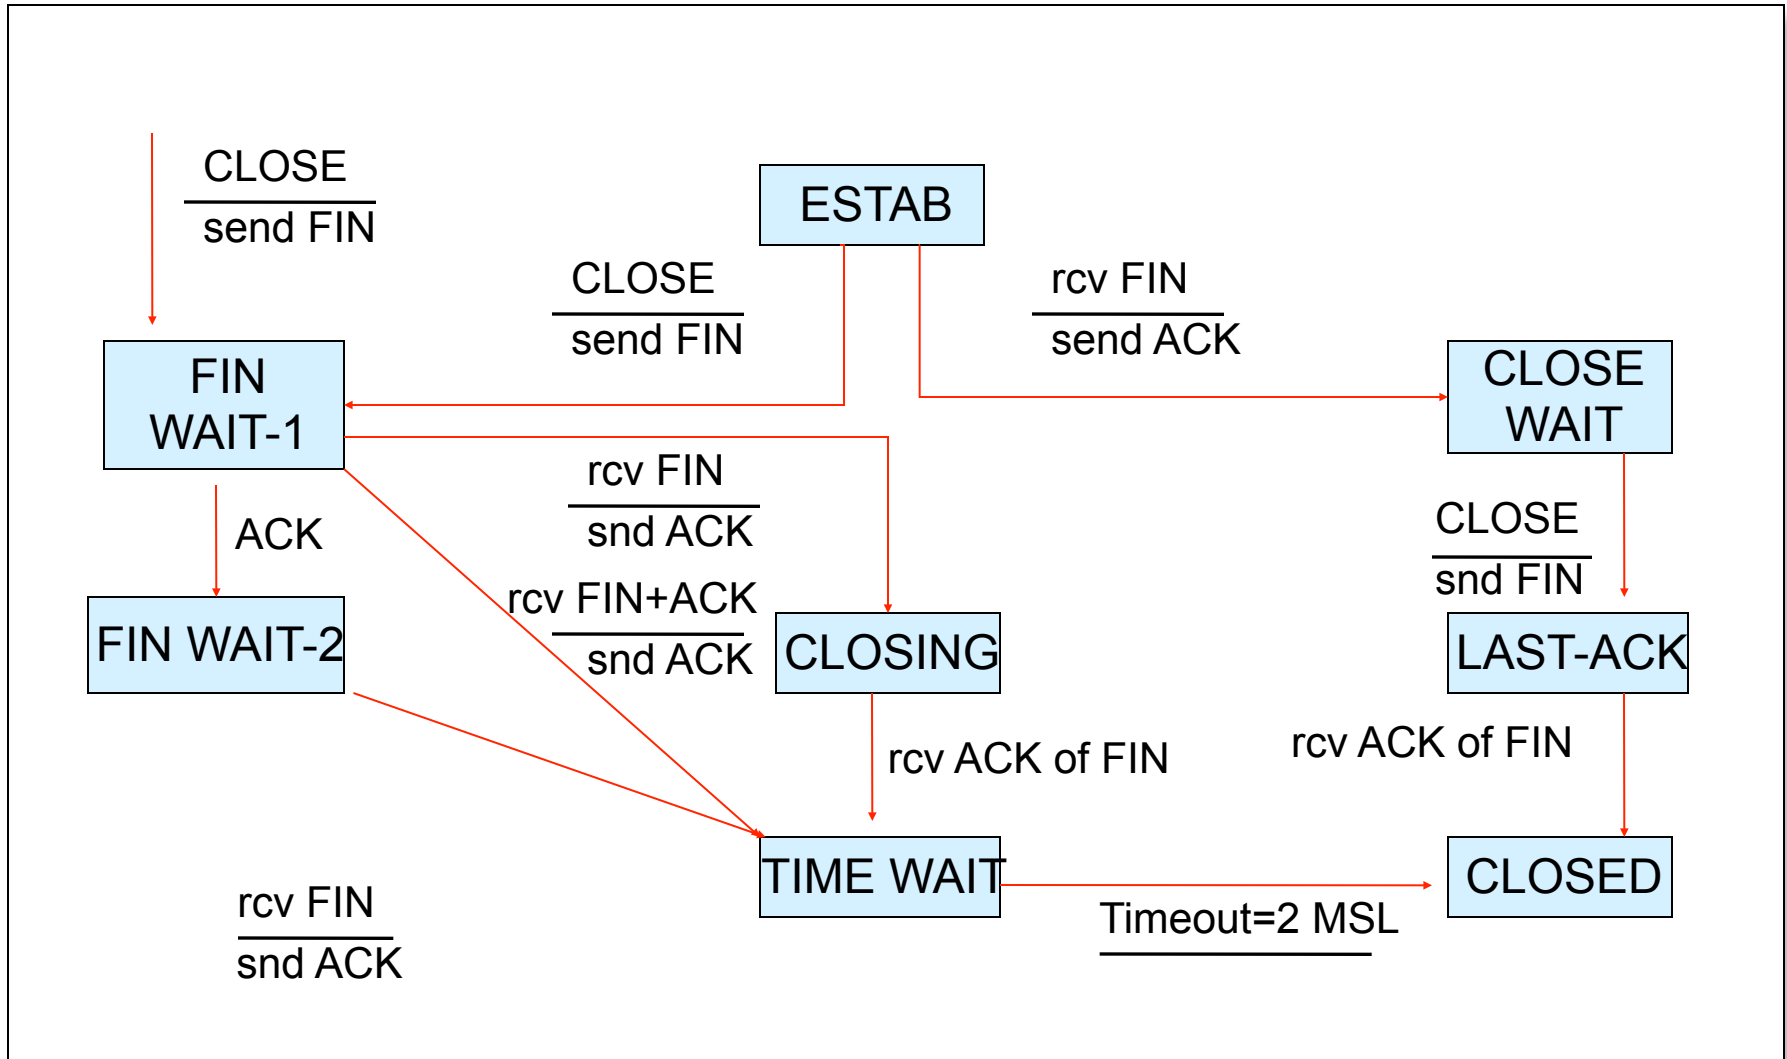 CLOSE
send FIN
ESTAB
CLOSE
send FIN
rcv FIN
send ACK
FIN
WAIT-1
CLOSE
WAIT
rcv FIN
snd ACK
ACK
CLOSE
snd FIN
rcv FIN+ACK
snd ACK
FIN WAIT-2
CLOSING
LAST-ACK
rcv ACK of FIN
rcv ACK of FIN
TIME WAIT
CLOSED
rcv FIN
snd ACK
Timeout=2 MSL